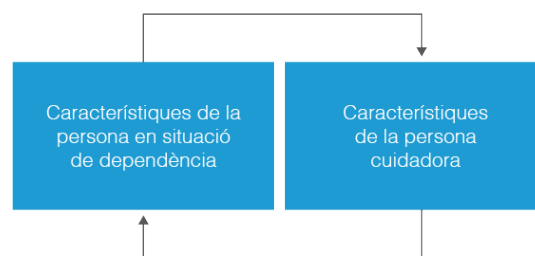 Característiques de la
persona en situació
de dependència
Característiques
de la persona
cuidadora